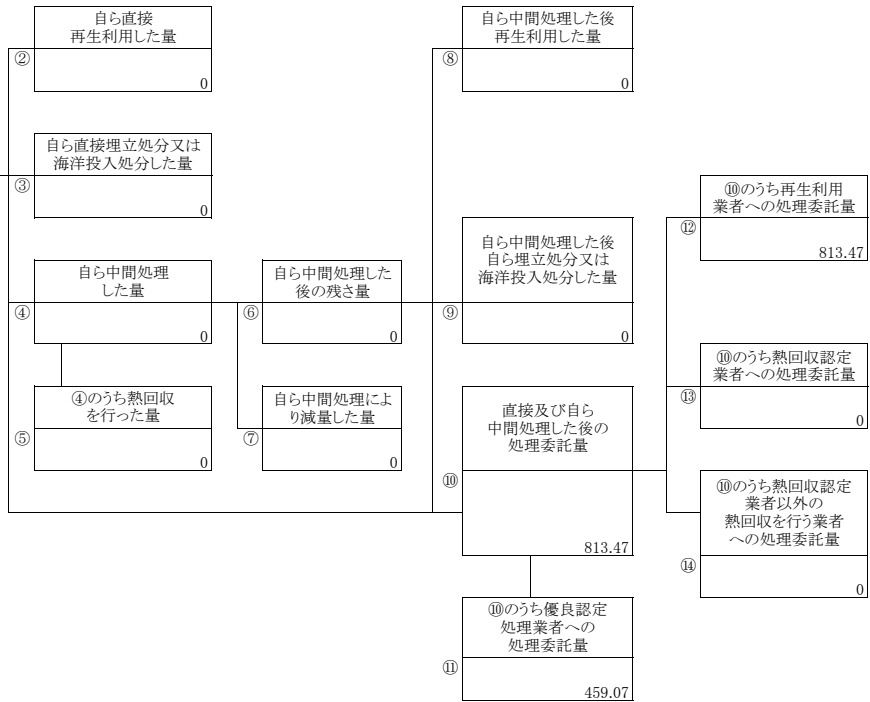 自ら直接
再生利用した量
②
0
自ら直接埋立処分又は
海洋投入処分した量
③
0
自ら中間処理
した量
④
0
④のうち熱回収
を行った量
⑤
0
自ら中間処理した
後の残さ量
⑥
0
自ら中間処理によ
り減量した量
⑦
0
自ら中間処理した後
再生利用した量
⑧
0
自ら中間処理した後
自ら埋立処分又は
海洋投入処分した量
⑨
0
直接及び自ら
中間処理した後の
処理委託量
⑩
813.47
⑩のうち優良認定
処理業者への
処理委託量
⑪
459.07
⑩のうち再生利用
業者への処理委託量
⑫
813.47
⑩のうち熱回収認定
業者への処理委託量
⑬
0
⑩のうち熱回収認定
業者以外の
熱回収を行う業者
への処理委託量
⑭
0